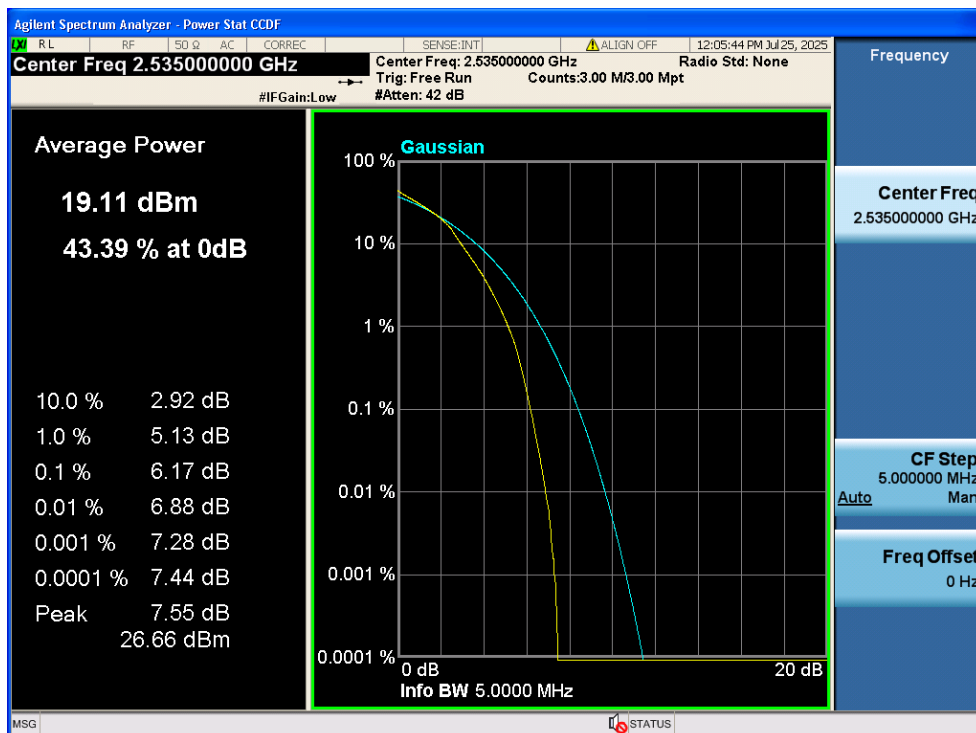 Agilent Spectrum Analyzer - Power Stat CCDF
LXI RL RF 50 Ω AC CORREC SENSE:INT ALIGN OFF 12:05:44 PM Jul 25, 2025
Center Freq 2.535000000 GHz
Center Freq: 2.535000000 GHz Radio Std: None
Trig: Free Run Counts:3.00 M/3.00 Mpt
#IFGain:Low #Atten: 42 dB
Average Power
19.11 dBm
43.39 % at 0dB
10.0 % 2.92 dB
1.0 % 5.13 dB
0.1 % 6.17 dB
0.01 % 6.88 dB
0.001 % 7.28 dB
0.0001 % 7.44 dB
Peak 7.55 dB
26.66 dBm
Gaussian
100 %
10 %
1 %
0.1 %
0.01 %
0.001 %
0.0001 %
0 dB 20 dB
Info BW 5.0000 MHz
Frequency
Center Freq
2.535000000 GHz
CF Step
5.000000 MHz
Auto Man
Freq Offset
0 Hz
MSG STATUS